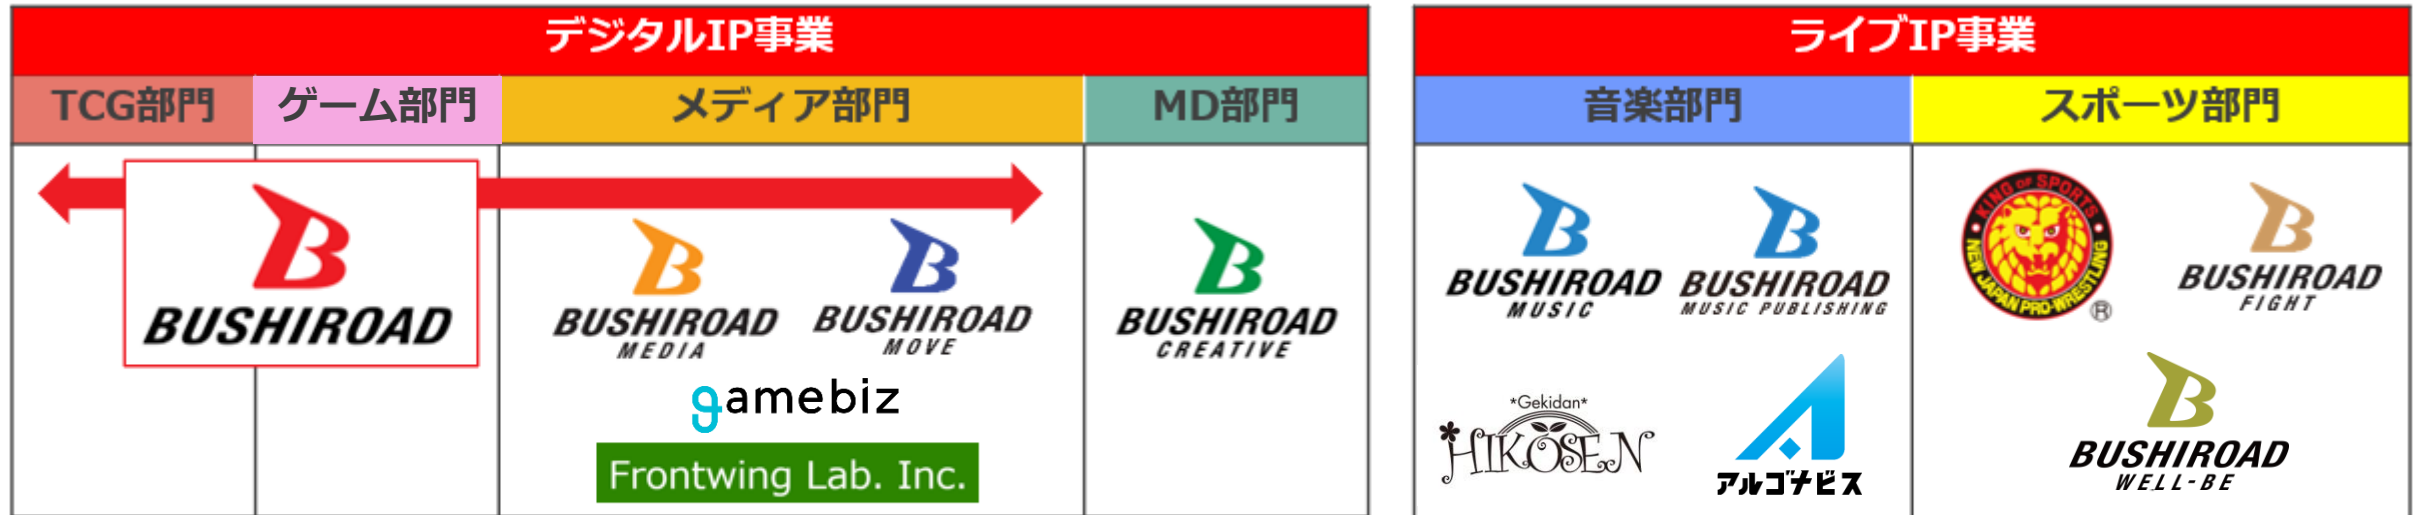 デジタルIP事業
TCG部門
ゲーム部門
メディア部門
MD部門
BUSHIROAD
BUSHIROAD
MEDIA
BUSHIROAD
MOVE
gamebiz
Frontwing Lab. Inc.
BUSHIROAD
CREATIVE
ライブIP事業
音楽部門
スポーツ部門
BUSHIROAD
MUSIC
BUSHIROAD
MUSIC PUBLISHING
*Gekidan*
HIKOSEN
アルゴナビス
KING OF SPORTS
NEW JAPAN PRO-WRESTLING
®
BUSHIROAD
FIGHT
BUSHIROAD
WELL-BE